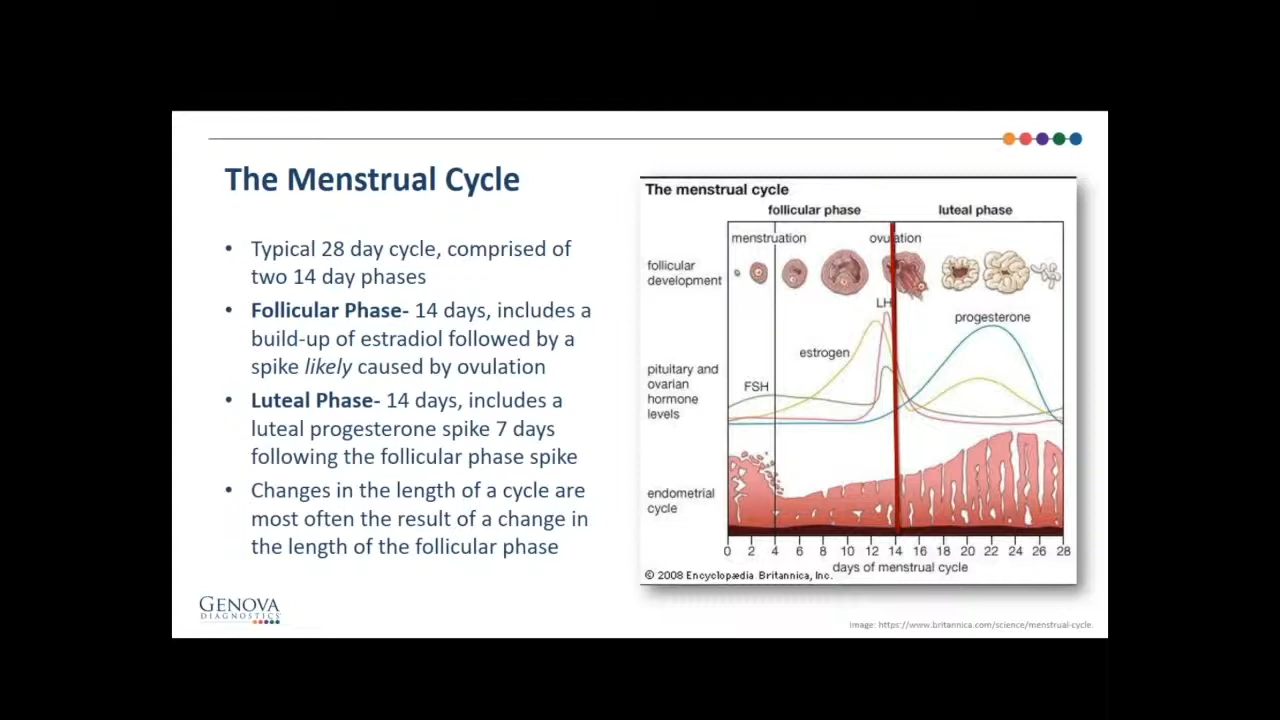 The Menstrual Cycle
• Typical 28 day cycle, comprised of
two 14 day phases
• Follicular Phase- 14 days, includes a
build-up of estradiol followed by a
spike likely caused by ovulation
• Luteal Phase- 14 days, includes a
luteal progesterone spike 7 days
following the follicular phase spike
• Changes in the length of a cycle are
most often the result of a change in
the length of the follicular phase
GENOVA
DIAGNOSTICS
The menstrual cycle
follicular phase luteal phase
menstruation ovulation
follicular
development
LH
progesterone
estrogen
pituitary and
ovarian
hormone
levels
FSH
endometrial
cycle
0 2 4 6 8 10 12 14 16 18 20 22 24 26 28
days of menstrual cycle
© 2008 Encyclopædia Britannica, Inc.
Image: https://www.britannica.com/science/menstrual-cycle.